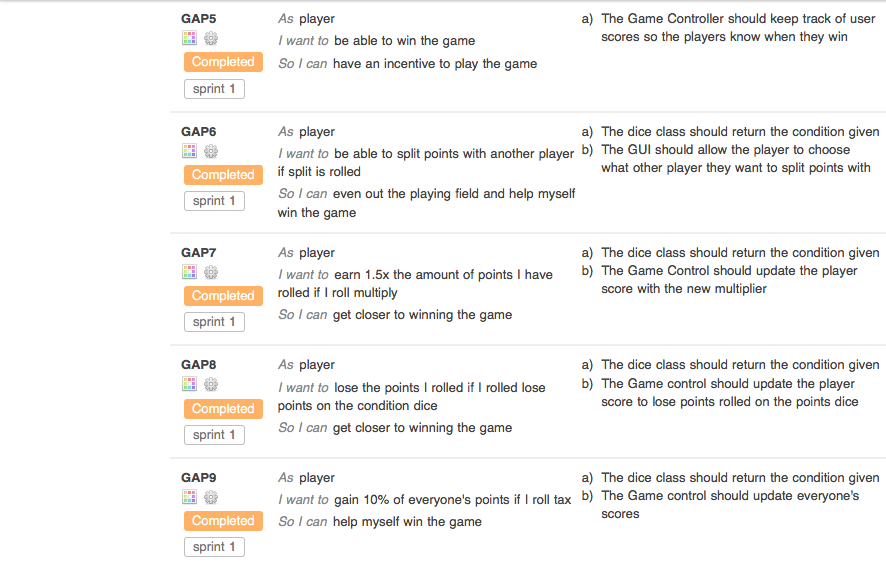 GAP5
As player
I want to be able to win the game
So I can have an incentive to play the game
a) The Game Controller should keep track of user
scores so the players know when they win
Completed
sprint 1
GAP6
As player
I want to be able to split points with another player
if split is rolled
So I can even out the playing field and help myself
win the game
a) The dice class should return the condition given
b) The GUI should allow the player to choose
what other player they want to split points with
Completed
sprint 1
GAP7
As player
I want to earn 1.5x the amount of points I have
rolled if I roll multiply
So I can get closer to winning the game
a) The dice class should return the condition given
b) The Game Control should update the player
score with the new multiplier
Completed
sprint 1
GAP8
As player
I want to lose the points I rolled if I rolled lose
points on the condition dice
So I can get closer to winning the game
a) The dice class should return the condition given
b) The Game control should update the player
score to lose points rolled on the points dice
Completed
sprint 1
GAP9
As player
I want to gain 10% of everyone's points if I roll tax
So I can help myself win the game
a) The dice class should return the condition given
b) The Game control should update everyone's
scores
Completed
sprint 1